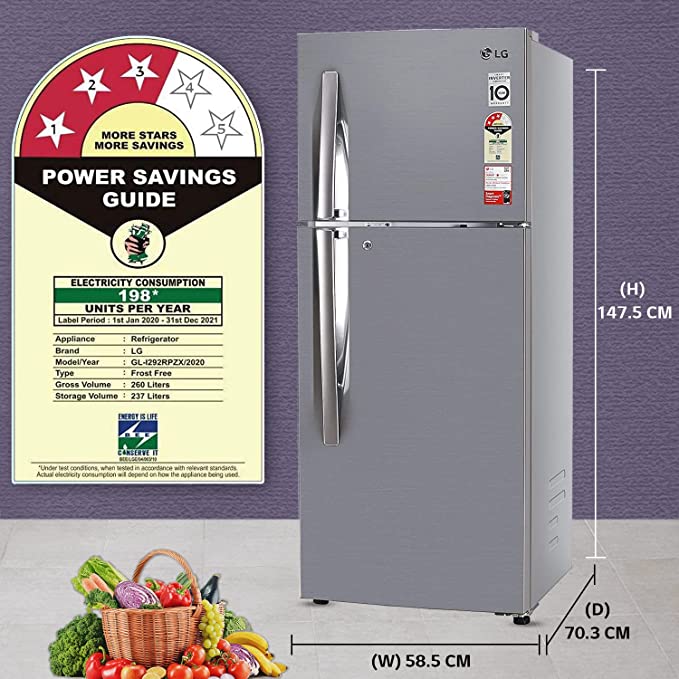 1
2
3
4
5
MORE STARS
MORE SAVINGS
POWER SAVINGS
GUIDE
ELECTRICITY CONSUMPTION
198*
UNITS PER YEAR
Label Period : 1st Jan 2020 - 31st Dec 2021
Appliance : Refrigerator
Brand : LG
Model/Year : GL-I292RPZX/2020
Type : Frost Free
Gross Volume : 260 Liters
Storage Volume : 237 Liters
ENERGY IS LIFE
BEE
CONSERVE IT
*Under test conditions, when tested in accordance with relevant standards.
Actual electricity consumption will depend on how the appliance being used.
LG
INVERTER
10
WARRANTY
(H)
147.5 CM
(D)
70.3 CM
(W) 58.5 CM